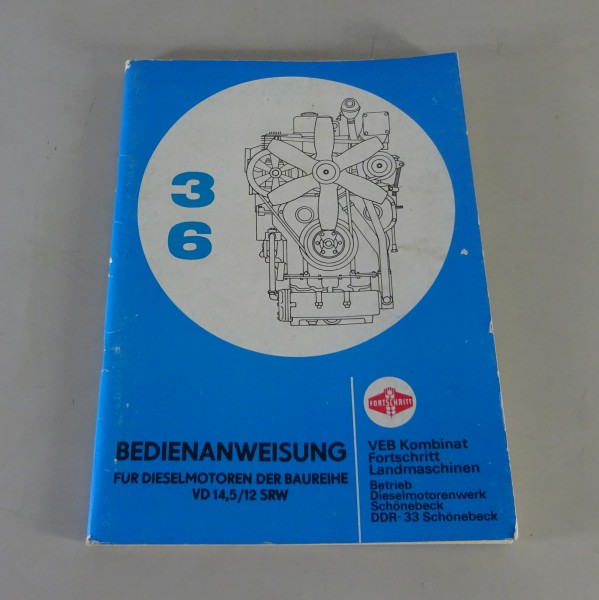 3
6
BEDIENANWEISUNG
FÜR DIESELMOTOREN DER BAUREIHE
VD 14,5/12 SRW
FORTSCHRITT
VEB Kombinat
Fortschritt
Landmaschinen
Betrieb
Dieselmotorenwerk
Schönebeck
DDR-33 Schönebeck